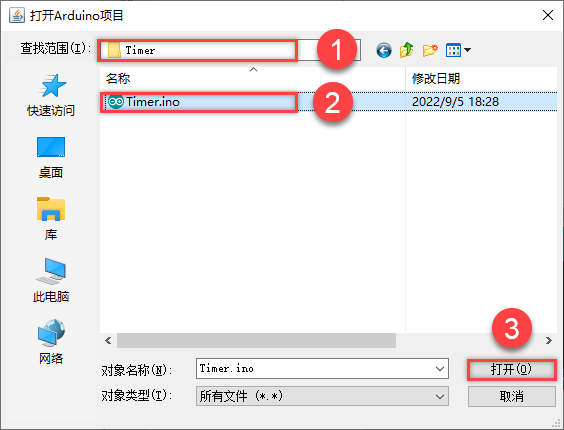 打开Arduino项目
查找范围(I): Timer 1
名称 修改日期
Timer.ino 2 2022/9/5 18:28
快速访问
桌面
库
此电脑
网络
3
对象名称(N): Timer.ino 打开(O)
对象类型(T): 所有文件 (*.*) 取消